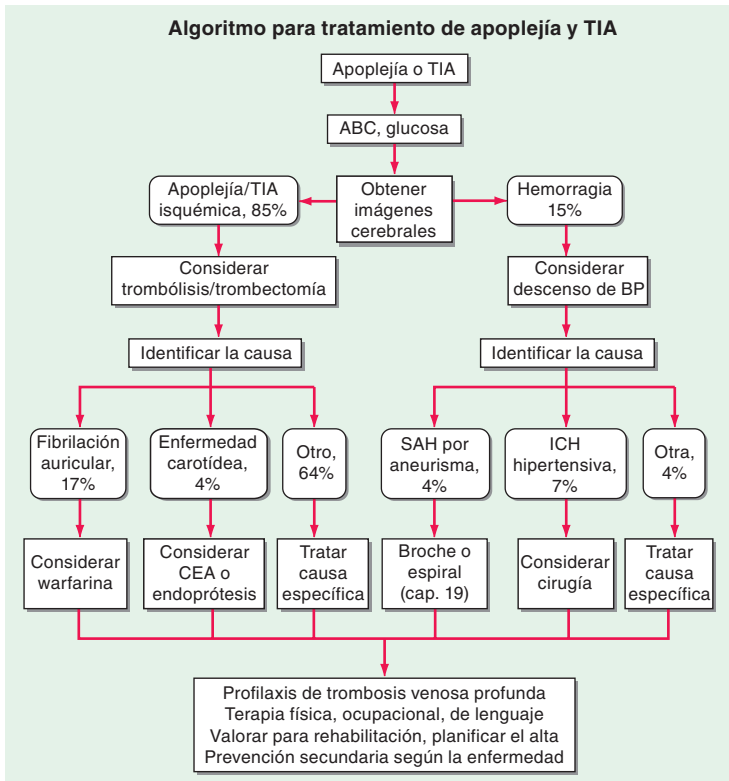 Algoritmo para tratamiento de apoplejía y TIA
Apoplejía o TIA
ABC, glucosa
Apoplejía/TIA
isquémica, 85%
Obtener
imágenes
cerebrales
Hemorragia
15%
Considerar
trombólisis/trombectomía
Considerar
descenso de BP
Identificar la causa
Identificar la causa
Fibrilación
auricular,
17%
Enfermedad
carotídea,
4%
Otro,
64%
SAH por
aneurisma,
4%
ICH
hipertensiva,
7%
Otra,
4%
Considerar
warfarina
Considerar
CEA o
endoprótesis
Tratar
causa
específica
Broche o
espiral
(cap. 19)
Considerar
cirugía
Tratar
causa
específica
Profilaxis de trombosis venosa profunda
Terapia física, ocupacional, de lenguaje
Valorar para rehabilitación, planificar el alta
Prevención secundaria según la enfermedad